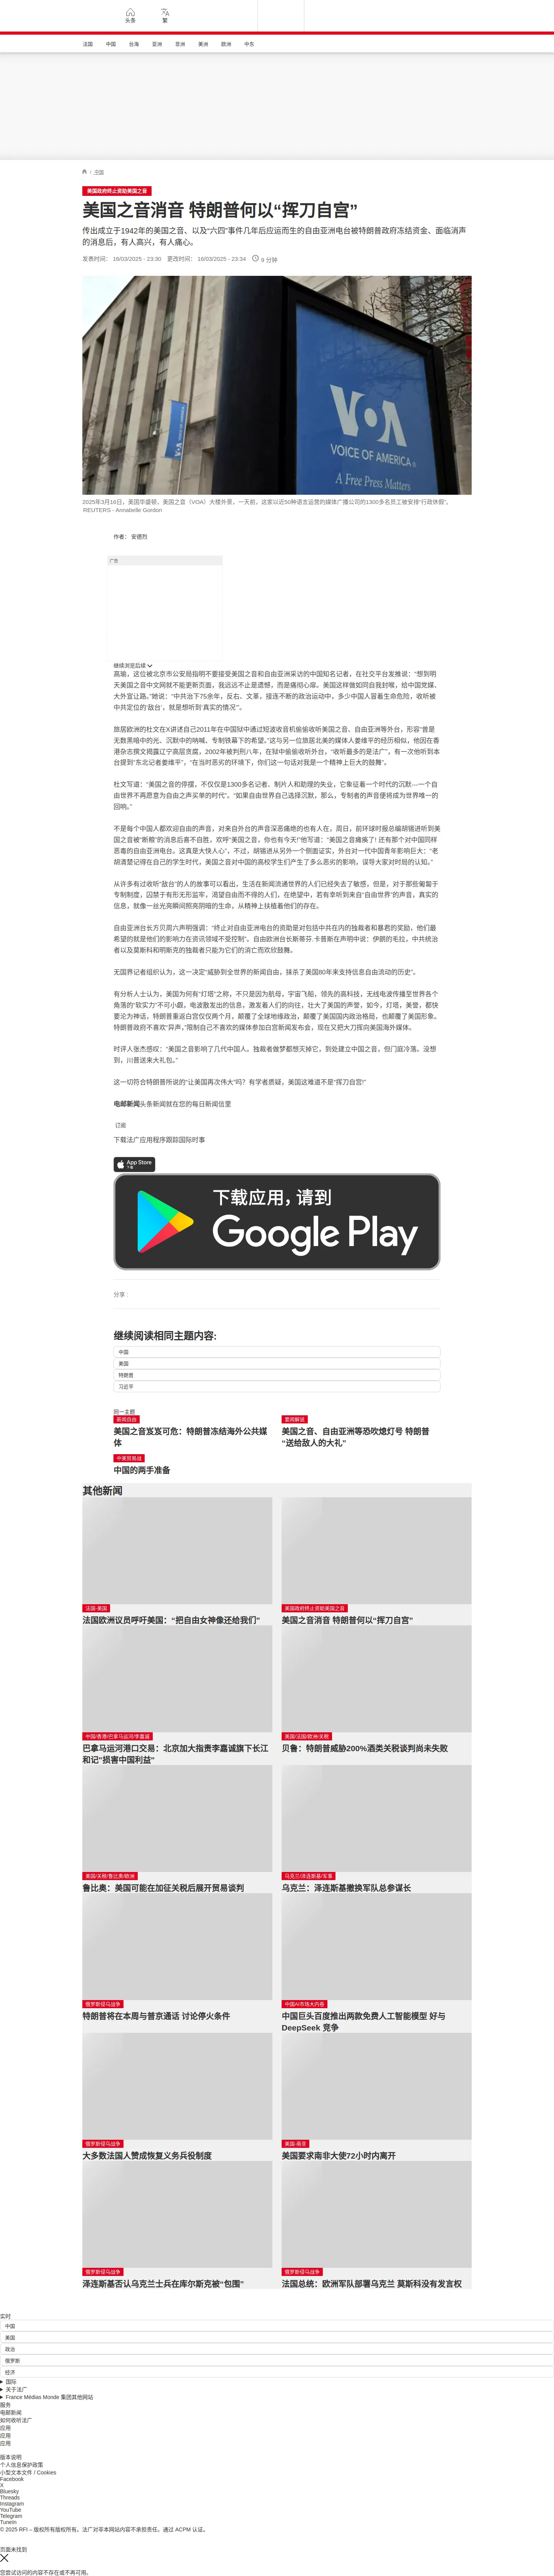 头条
繁
法国
中国
台海
亚洲
非洲
美洲
欧洲
中东
/ 中国
美国政府终止资助美国之音
美国之音消音 特朗普何以“挥刀自宫”
传出成立于1942年的美国之音、以及“六四”事件几年后应运而生的自由亚洲电台被特朗普政府冻结资金、面临消声
的消息后，有人高兴，有人痛心。
发表时间： 16/03/2025 - 23:30 更改时间： 16/03/2025 - 23:34 9 分钟
VOA
VOICE OF AMERICA
A Free Press Matters
2025年3月16日，美国华盛顿，美国之音（VOA）大楼外景，一天前，这家以近50种语言运营的媒体广播公司的1300多名员工被安排“行政休假”。
REUTERS - Annabelle Gordon
作者： 安德烈
广告
继续浏览后续
高瑜，这位被北京市公安局指明不要接受美国之音和自由亚洲采访的中国知名记者，在社交平台发推说：“想到明
天美国之音中文网就不能更新页面，我远远不止是遗憾，而是痛彻心扉。美国这样做如同自我封喉，给中国党媒、
大外宣让路。”她说：“中共治下75余年，反右、文革，接连不断的政治运动中，多少中国人冒着生命危险，收听被
中共定位的‘敌台’，就是想听到‘真实的情况’”。
旅居欧洲的杜文在X讲述自己2011年在中国狱中通过短波收音机偷偷收听美国之音、自由亚洲等外台，形容“曾是
无数黑暗中的光、沉默中的呐喊、专制铁幕下的希望。”这与另一位旅居北美的媒体人姜维平的经历相似，他因在香
港杂志撰文揭露辽宁高层贪腐，2002年被判刑八年，在狱中偷偷收听外台，“收听最多的是法广”，有一次他听到本
台提到“东北记者姜维平”，“在当时恶劣的环境下，你们这一句话对我是一个精神上巨大的鼓舞”。
杜文写道：“美国之音的停摆，不仅仅是1300多名记者、制片人和助理的失业，它象征着一个时代的沉默—一个自
由世界不再愿意为自由之声买单的时代”。“如果自由世界自己选择沉默，那么，专制者的声音便将成为世界唯一的
回响。”
不是每个中国人都欢迎自由的声音，对来自外台的声音深恶痛绝的也有人在，周日，前环球时报总编胡锡进听到美
国之音被“断粮”的消息后喜不自胜，欢呼“美国之音，你也有今天!”他写道：“美国之音瘫痪了! 还有那个对中国同样
恶毒的自由亚洲电台。这真是大快人心”。不过，胡锡进从另外一个侧面证实，外台对一代中国青年影响巨大：“老
胡清楚记得在自己的学生时代，美国之音对中国的高校学生们产生了多么恶劣的影响，误导大家对时局的认知。”
从许多有过收听“敌台”的人的故事可以看出，生活在新闻流通世界的人们已经失去了敏感，但是，对于那些匍匐于
专制制度，囚禁于有形无形监牢，渴望自由而不得的人们，在绝望中，若有幸听到来自“自由世界”的声音，真实的
信息，就像一丝光亮瞬间照亮阴暗的生命，从精神上扶植着他们的存在。
自由亚洲台长方贝周六声明强调：“终止对自由亚洲电台的资助是对包括中共在内的独裁者和暴君的奖励，他们最
希望的就是他们的影响力在资讯领域不受控制”。自由欧洲台长斯蒂芬.卡普斯在声明中说：伊朗的毛拉，中共统治
者以及莫斯科和明斯克的独裁者只能为它们的消亡而欢欣鼓舞。
无国界记者组织认为，这一决定“威胁到全世界的新闻自由，抹杀了美国80年来支持信息自由流动的历史”。
有分析人士认为，美国为何有“灯塔”之称，不只是因为航母，宇宙飞船，领先的高科技，无线电波传播至世界各个
角落的“软实力”不可小觑，电波散发出的信息，激发着人们的向往，壮大了美国的声誉，如今，灯塔，美誉，都快
要沦为神话，特朗普重返白宫仅仅两个月，颠覆了全球地缘政治，颠覆了美国国内政治格局，也颠覆了美国形象。
特朗普政府不喜欢“异声，”限制自己不喜欢的媒体参加白宫新闻发布会，现在又把大刀挥向美国海外媒体。
时评人张杰感叹：“美国之音影响了几代中国人。独裁者做梦都想灭掉它，到处建立中国之音，但门庭冷落。没想
到，川普送来大礼包。”
这一切符合特朗普所说的“让美国再次伟大”吗？有学者质疑，美国这难道不是“挥刀自宫!”
电邮新闻头条新闻就在您的每日新闻信里
订阅
下载法广应用程序跟踪国际时事
App Store
下载
下载应用，请到
Google Play
分享 :
继续阅读相同主题内容:
中国
美国
特朗普
习近平
同一主题
新闻自由
美国之音岌岌可危：特朗普冻结海外公共媒
体
要闻解说
美国之音、自由亚洲等恐吹熄灯号 特朗普
“送给敌人的大礼”
中美贸易战
中国的两手准备
其他新闻
法国-美国
法国欧洲议员呼吁美国：“把自由女神像还给我们”
美国政府终止资助美国之音
美国之音消音 特朗普何以“挥刀自宫”
中国/香港/巴拿马运河/李嘉诚
巴拿马运河港口交易：北京加大指责李嘉诚旗下长江
和记“损害中国利益”
美国/法国/欧洲/关税
贝鲁：特朗普威胁200%酒类关税谈判尚未失败
美国/关税/鲁比奥/欧洲
鲁比奥：美国可能在加征关税后展开贸易谈判
乌克兰/泽连斯基/军事
乌克兰：泽连斯基撤换军队总参谋长
俄罗斯侵乌战争
特朗普将在本周与普京通话 讨论停火条件
中国AI市场大内卷
中国巨头百度推出两款免费人工智能模型 好与
DeepSeek 竞争
俄罗斯侵乌战争
大多数法国人赞成恢复义务兵役制度
美国-南非
美国要求南非大使72小时内离开
俄罗斯侵乌战争
泽连斯基否认乌克兰士兵在库尔斯克被“包围”
俄罗斯侵乌战争
法国总统：欧洲军队部署乌克兰 莫斯科没有发言权
实时
中国
美国
政治
俄罗斯
经济
国际
关于法广
France Médias Monde 集团其他网站
服务
电邮新闻
如何收听法广
应用
应用
应用
版本说明
个人信息保护政策
小型文本文件 / Cookies
Facebook
X
Bluesky
Threads
Instagram
YouTube
Telegram
TuneIn
© 2025 RFI – 版权所有版权所有。法广对非本网站内容不承担责任。通过 ACPM 认证。
页面未找到
您尝试访问的内容不存在或不再可用。